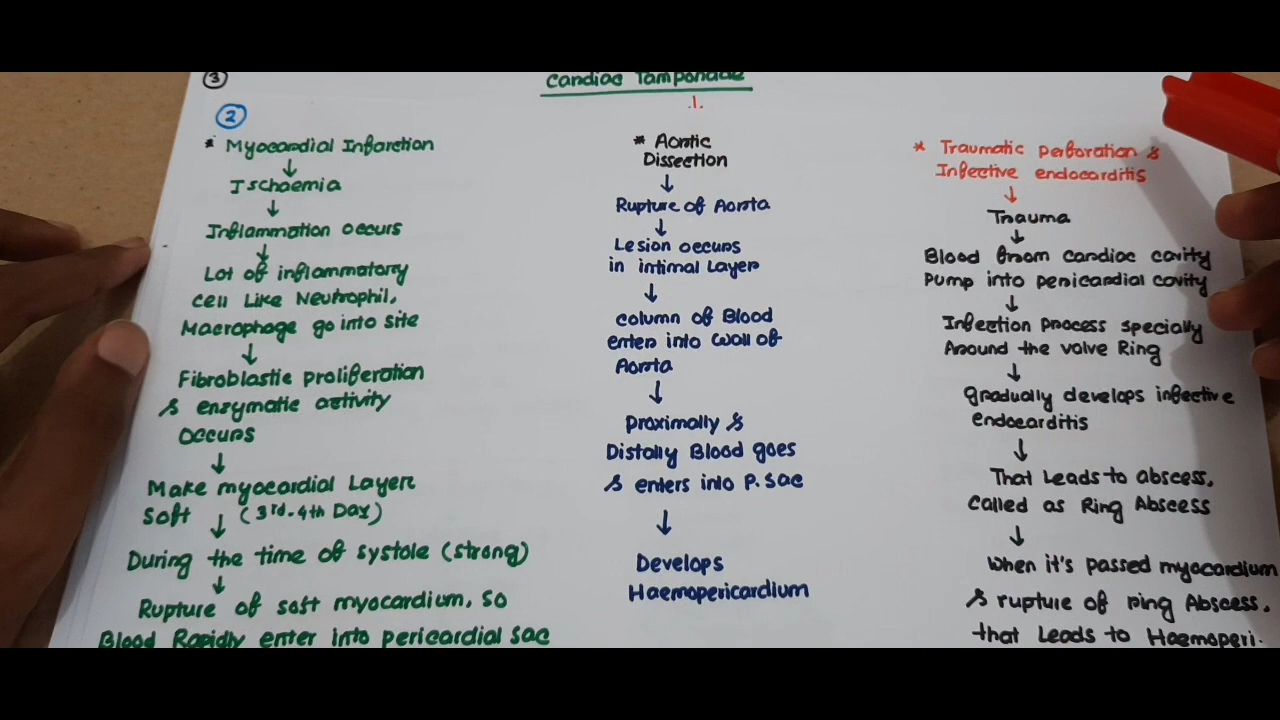 ③
Cardiac Tamponade
②
* Myocardial Infarction
↓
Ischaemia
↓
Inflammation occurs
↓
Lot of inflammatory
cell Like Neutrophil,
Macrophage go into site
↓
Fibroblastic proliferation
& enzymatic activity
occurs
↓
Make myocardial Layer
soft (3rd-4th Day)
↓
During the time of systole (strong)
↓
Rupture of soft myocardium, so
Blood Rapidly enter into pericardial sac
.1.
* Aortic
Dissection
↓
Rupture of Aorta
↓
Lesion occurs
in intimal Layer
↓
column of Blood
enter into wall of
Aorta
↓
Proximally &
Distally Blood goes
& enters into P. sac
↓
Develops
Haemopericardium
* Traumatic perforation &
Infective endocarditis
↓
Trauma
↓
Blood from cardiac cavity
Pump into pericardial cavity
↓
Infection process specially
Around the valve Ring
↓
gradually develops infective
endocarditis
↓
That Leads to abscess,
called as Ring Abscess
↓
When it's passed myocardium
& rupture of ring Abscess,
that Leads to Haemoperi.